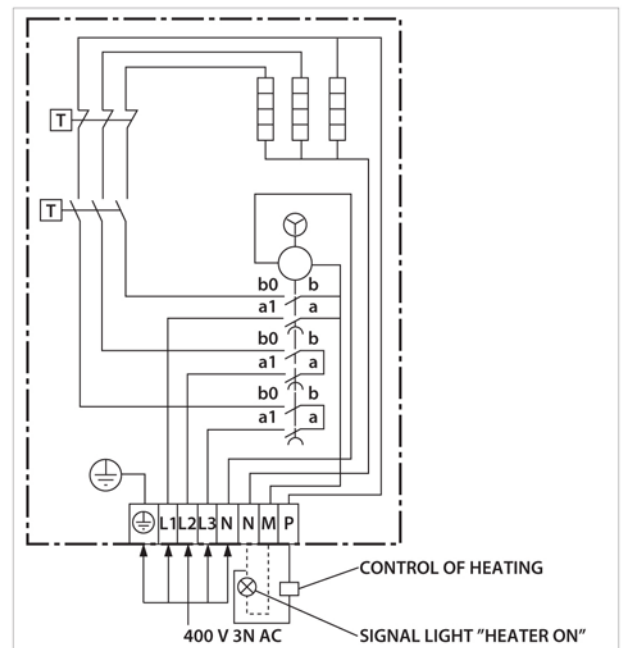 T
T
b0 b
a1 a
b0 b
a1 a
b0 b
a1 a
L1 L2 L3 N N M P
CONTROL OF HEATING
400 V 3N AC
SIGNAL LIGHT ”HEATER ON”